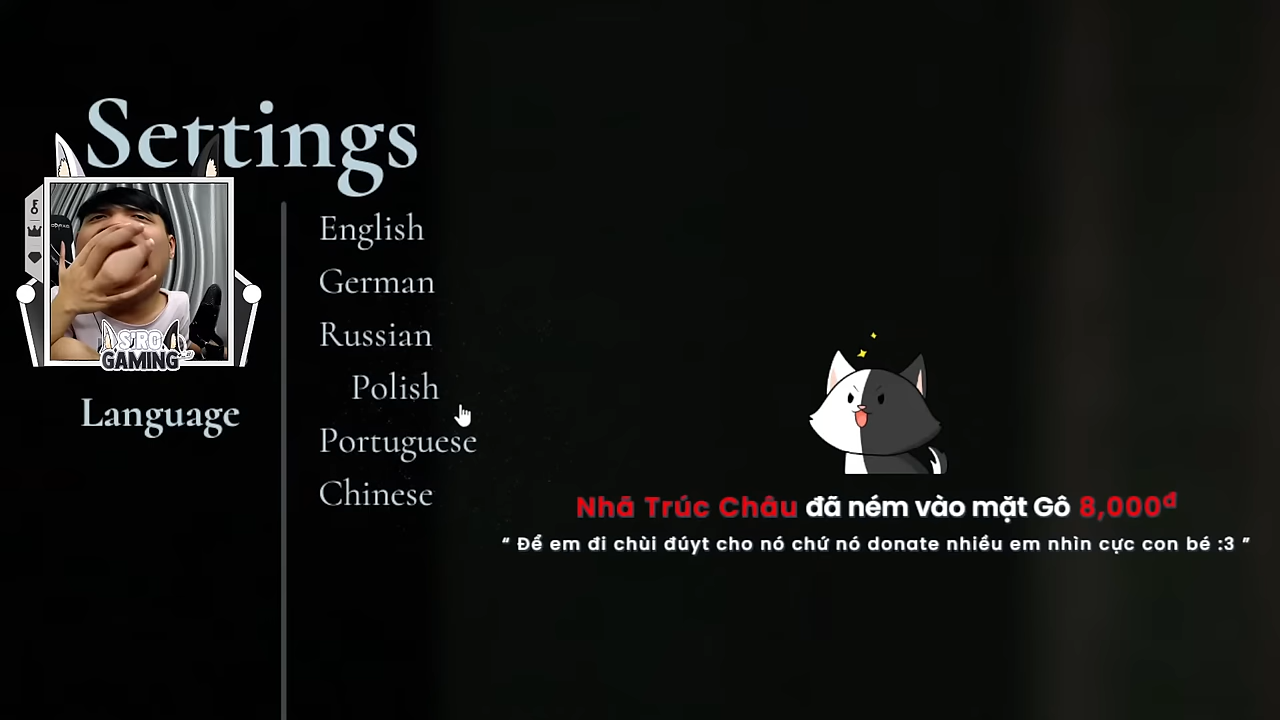 Settings
S'RO
GAMING
Language
English
German
Russian
Polish
Portuguese
Chinese
Nhã Trúc Châu đã ném vào mặt Gô 8,000đ
“ Để em đi chùi đúyt cho nó chứ nó donate nhiều em nhìn cực con bé :3 ”